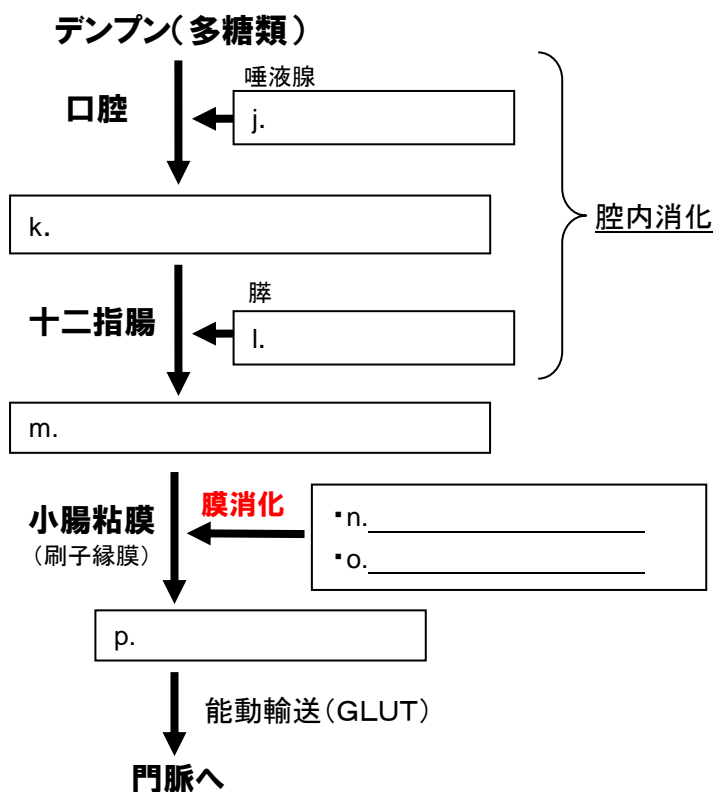 デンプン(多糖類)
唾液腺
口腔
j.
k.
腔内消化
膵
十二指腸
l.
m.
小腸粘膜
(刷子縁膜)
膜消化
・n.
・o.
p.
能動輸送(GLUT)
門脈へ